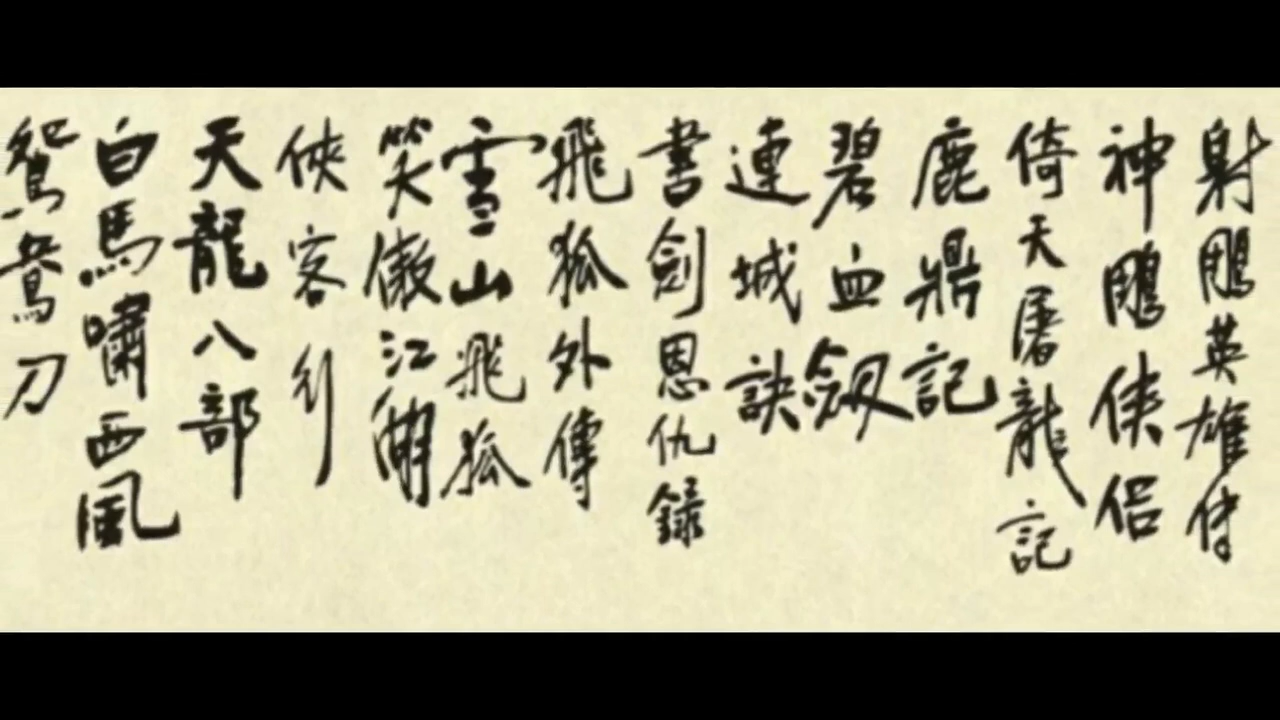 射鵰英雄傳
神鵰俠侶
倚天屠龍記
鹿鼎記
碧血劍
連城訣
書劍恩仇錄
飛狐外傳
雪山飛狐
笑傲江湖
俠客行
天龍八部
白馬嘯西風
鴛鴦刀